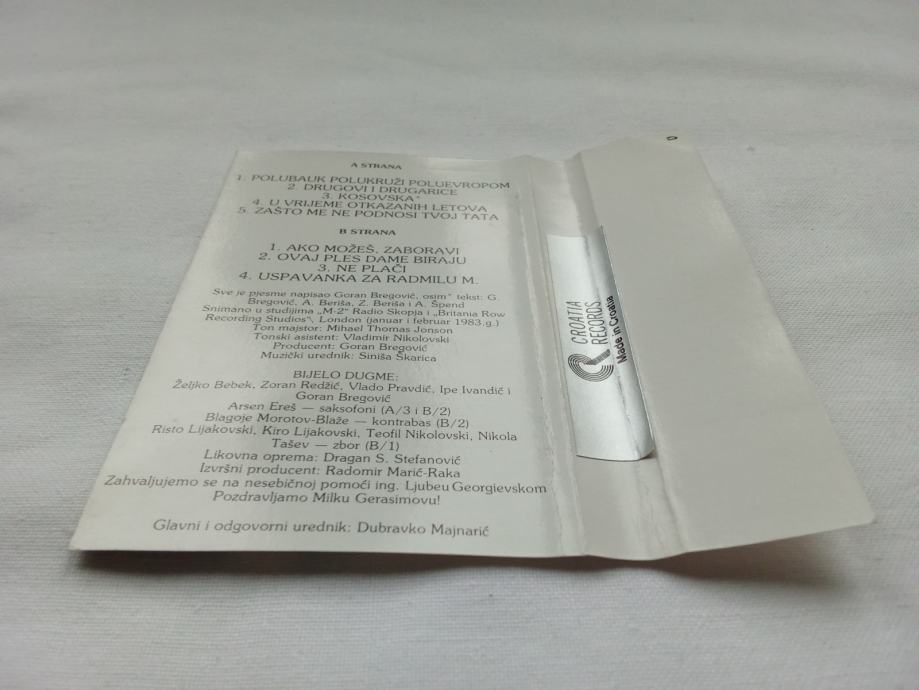 A STRANA
1. POLUBAUK POLUKRUŽI POLUEVROPOM
2. DRUGOVI I DRUGARICE
3. KOSOVSKA*
4. U VRIJEME OTKAZANIH LETOVA
5. ZAŠTO ME NE PODNOSI TVOJ TATA
B STRANA
1. AKO MOŽEŠ, ZABORAVI
2. OVAJ PLES DAME BIRAJU
3. NE PLAČI
4. USPAVANKA ZA RADMILU M.
Sve je pjesme napisao Goran Bregović, osim* tekst: G.
Bregović, A. Beriša, Z. Beriša i A. Špend
Snimano u studijima „M-2" Radio Skopja i „Britania Row
Recording Studios", London (januar i februar 1983.g.)
Ton majstor: Mihael Thomas Jonson
Tonski asistent: Vladimir Nikolovski
Producent: Goran Bregović
Muzički urednik: Siniša Škarica
BIJELO DUGME:
Željko Bebek, Zoran Redžić, Vlado Pravdić, Ipe Ivandić i
Goran Bregović
Arsen Ereš — saksofoni (A/3 i B/2)
Blagoje Morotov-Blaže — kontrabas (B/2)
Risto Lijakovski, Kiro Lijakovski, Teofil Nikolovski, Nikola
Tašev — zbor (B/1)
Likovna oprema: Dragan S. Stefanović
Izvršni producent: Radomir Marić-Raka
Zahvaljujemo se na nesebičnoj pomoći ing. Ljubeu Georgievskom
Pozdravljamo Milku Gerasimovu!
Glavni i odgovorni urednik: Dubravko Majnarić
CROATIA
RECORDS
Made in Croatia